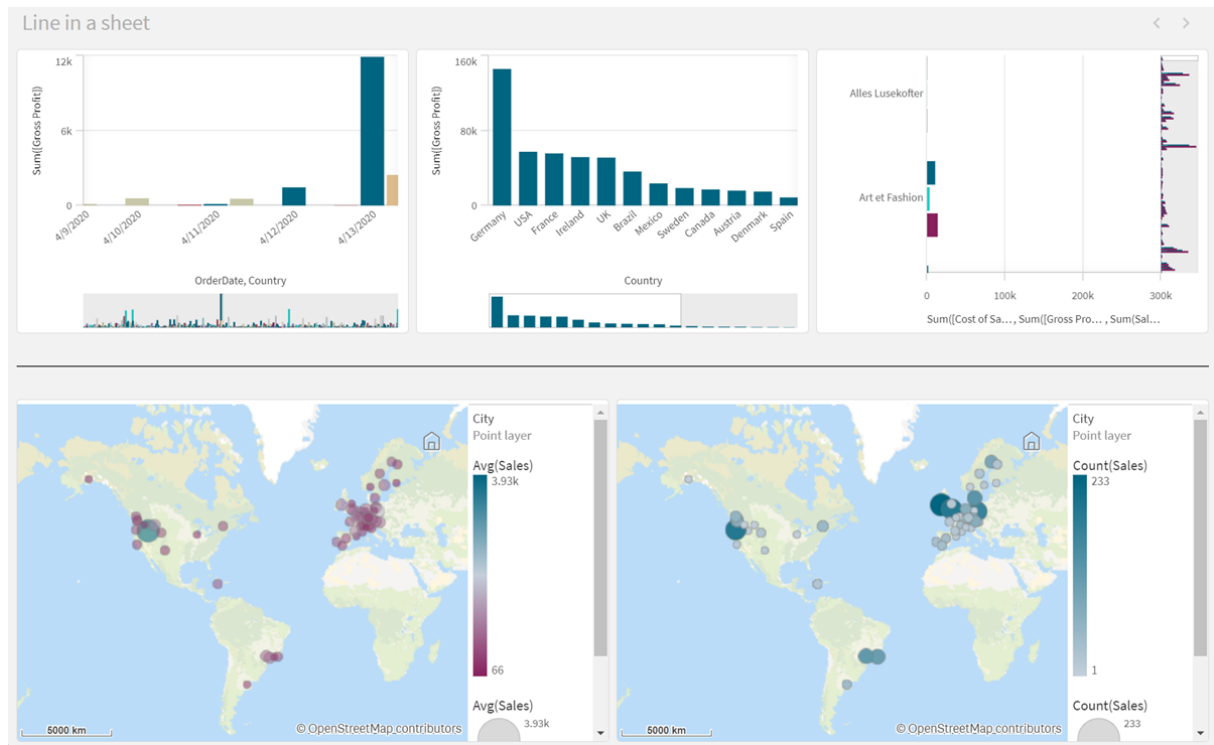 Line in a sheet
12k
6k
0
Sum([Gross Profit])
4/9/2020
4/10/2020
4/11/2020
4/12/2020
4/13/2020
OrderDate, Country
160k
80k
0
Sum([Gross Profit])
Germany
USA
France
Ireland
UK
Brazil
Mexico
Sweden
Canada
Austria
Denmark
Spain
Country
Alles Lusekofter
Art et Fashion
0
100k
200k
300k
Sum([Cost of Sa..., Sum([Gross Pro... , Sum(Sal...
City
Point layer
Avg(Sales)
3.93k
66
Avg(Sales)
3.93k
5000 km
© OpenStreetMap contributors
City
Point layer
Count(Sales)
233
1
Count(Sales)
233
5000 km
© OpenStreetMap contributors